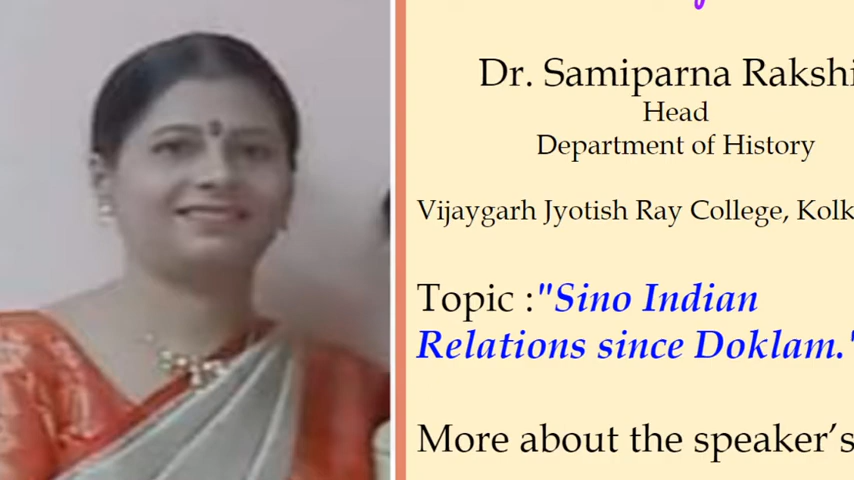 Dr. Samiparna Rakshi
Head
Department of History
Vijaygarh Jyotish Ray College, Kolk
Topic :"Sino Indian
Relations since Doklam."
More about the speaker’s